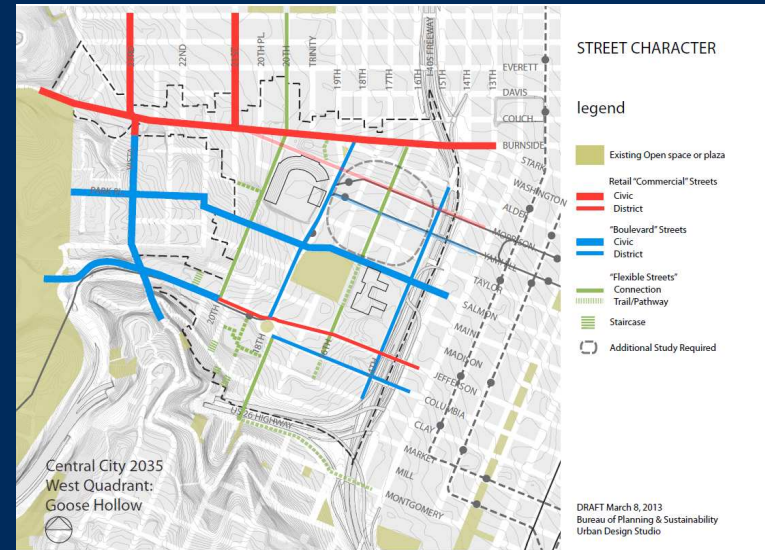 22ND
20TH PL.
20TH
TRINITY
19TH
18TH
17TH
16TH
I-405 FREEWAY
15TH
14TH
13TH
EVERETT
DAVIS
COUCH
BURNSIDE
STARK
WASHINGTON
ALDER
MORRISON
YAMHILL
TAYLOR
SALMON
MAIN
MADISON
JEFFERSON
COLUMBIA
CLAY
MARKET
MILL
MONTGOMERY
VISTA
PARK PL.
20TH
18TH
US 26 HIGHWAY
Central City 2035
West Quadrant:
Goose Hollow
STREET CHARACTER
legend
Existing Open space or plaza
Retail "Commercial" Streets
Civic
District
"Boulevard" Streets
Civic
District
"Flexible Streets"
Connection
Trail/Pathway
Staircase
Additional Study Required
DRAFT March 8, 2013
Bureau of Planning & Sustainability
Urban Design Studio